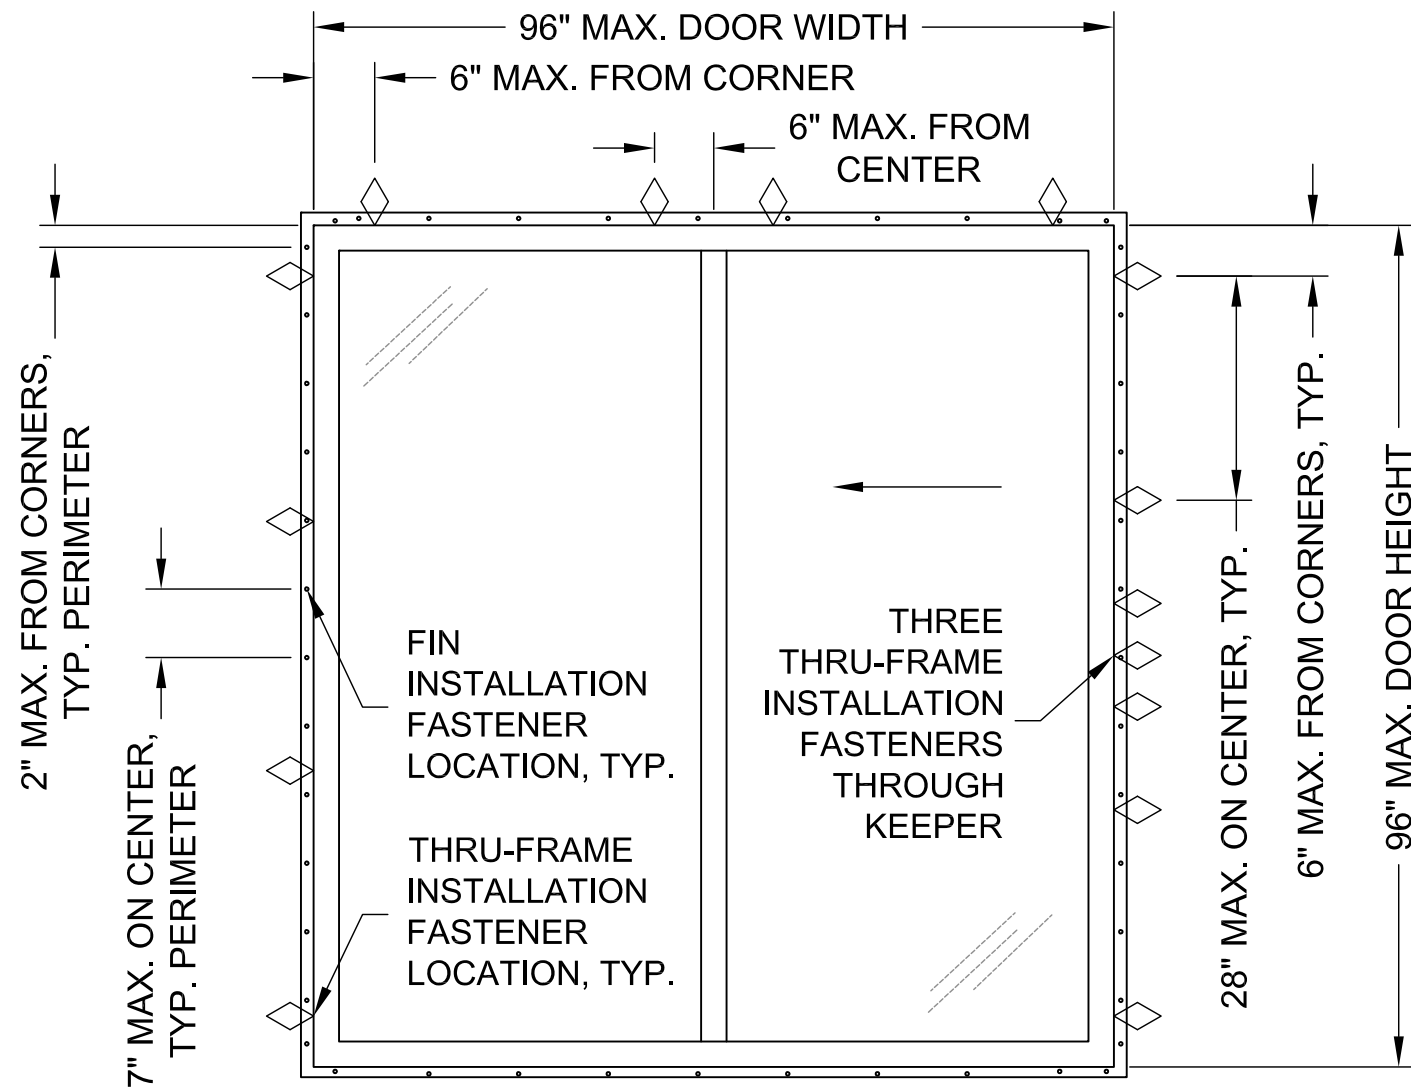 96" MAX. DOOR WIDTH
6" MAX. FROM CORNER
6" MAX. FROM
CENTER
2" MAX. FROM CORNERS,
TYP. PERIMETER
7" MAX. ON CENTER,
TYP. PERIMETER
FIN
INSTALLATION
FASTENER
LOCATION, TYP.
THRU-FRAME
INSTALLATION
FASTENER
LOCATION, TYP.
THREE
THRU-FRAME
INSTALLATION
FASTENERS
THROUGH
KEEPER
28" MAX. ON CENTER, TYP.
6" MAX. FROM CORNERS, TYP.
96" MAX. DOOR HEIGHT